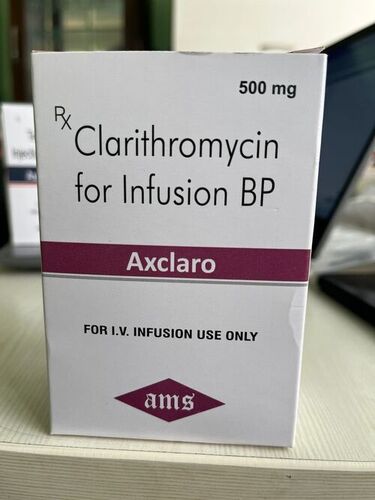 500 mg
Rx Clarithromycin
for Infusion BP
Axclaro
FOR I.V. INFUSION USE ONLY
ams